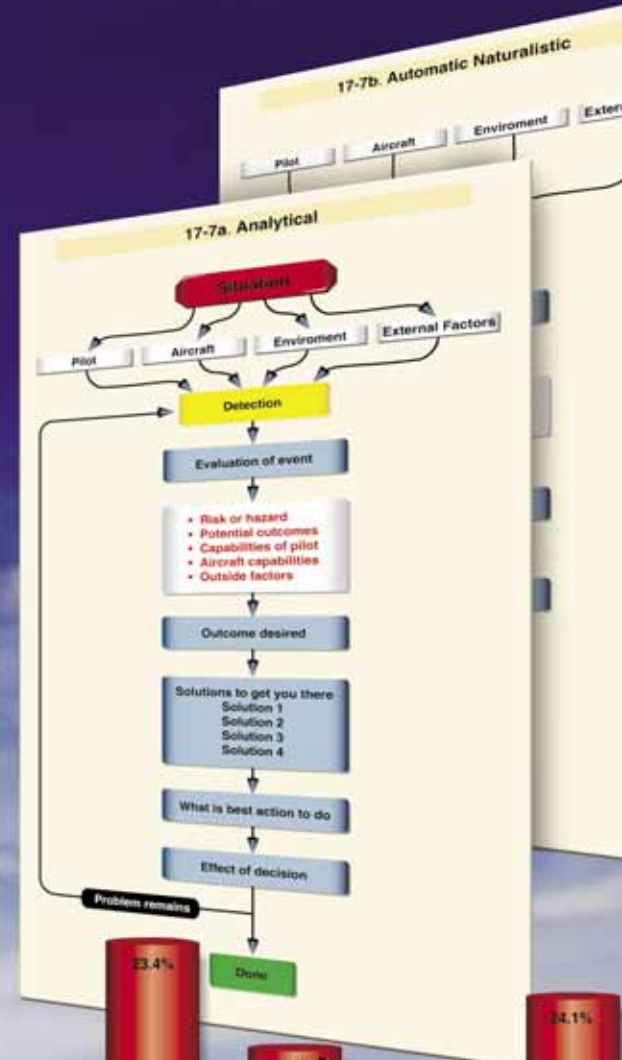 17-7b. Automatic Naturalistic
Pilot
Aircraft
Enviroment
17-7a. Analytical
Situation
Pilot
Aircraft
Enviroment
External Factors
Detection
Evaluation of event
• Risk or hazard
• Potential outcomes
• Capabilities of pilot
• Aircraft capabilities
• Outside factors
Outcome desired
Solutions to get you there
Solution 1
Solution 2
Solution 3
Solution 4
What is best action to do
Effect of decision
Problem remains
Done
23.4%
24.1%